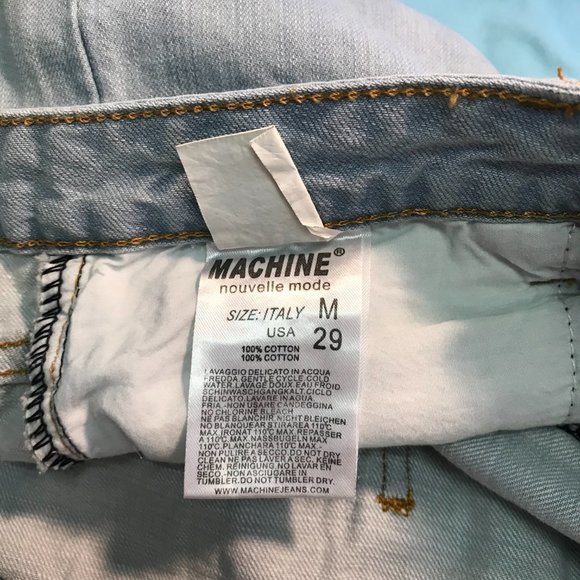 MACHINE®
nouvelle mode
SIZE: ITALY M
USA 29
100% COTTON
100% COTTON
LAVAGGIO DELICATO IN ACQUA
FREDDA.GENTLE CYCLE.COLD
WATER.LAVAGE DOUX.EAU FROID.
SCHINWASCHGANGKALT.CICLO
DELICATO.LAVARE IN AGUA
FRIA.-NON USARE CANDEGGINA
NO CHLORINE BLEACH
NE PAS BLANCHIR.NICHT BLEICHEN
NO BLANQUEAR STIRAREA 110℃
MAX.IRONAT 110℃ MAX.REPASSER
A 110℃.MAX NASSBUGELN MAX
110℃.PLANCHARA 110℃ MAX-
NON PULIRE A SECCO.DO NOT DRY
CLEAN NE PAS LAVER A SEC. KEINE
CHEM. REINIGUNG.NO LAVAR EN
SECO.-NON ASCIUGARE IN
TUMBLER.DO NOT DRY IN TUMBLER.
WWW.MACHINEJEANS.COM